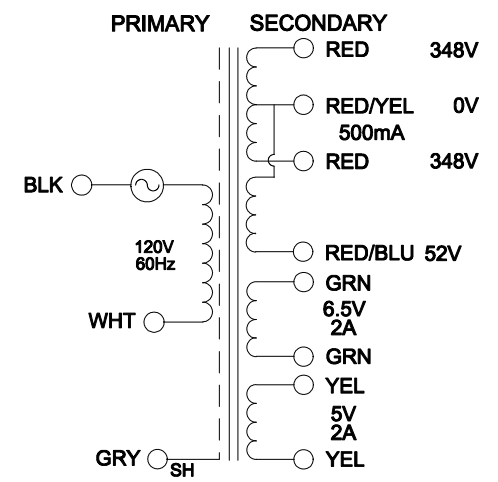 PRIMARY SECONDARY
RED 348V
RED/YEL 0V
500mA
RED 348V
BLK
120V
60Hz
RED/BLU 52V
GRN
6.5V
2A
WHT
GRN
YEL
5V
2A
GRY
SH
YEL